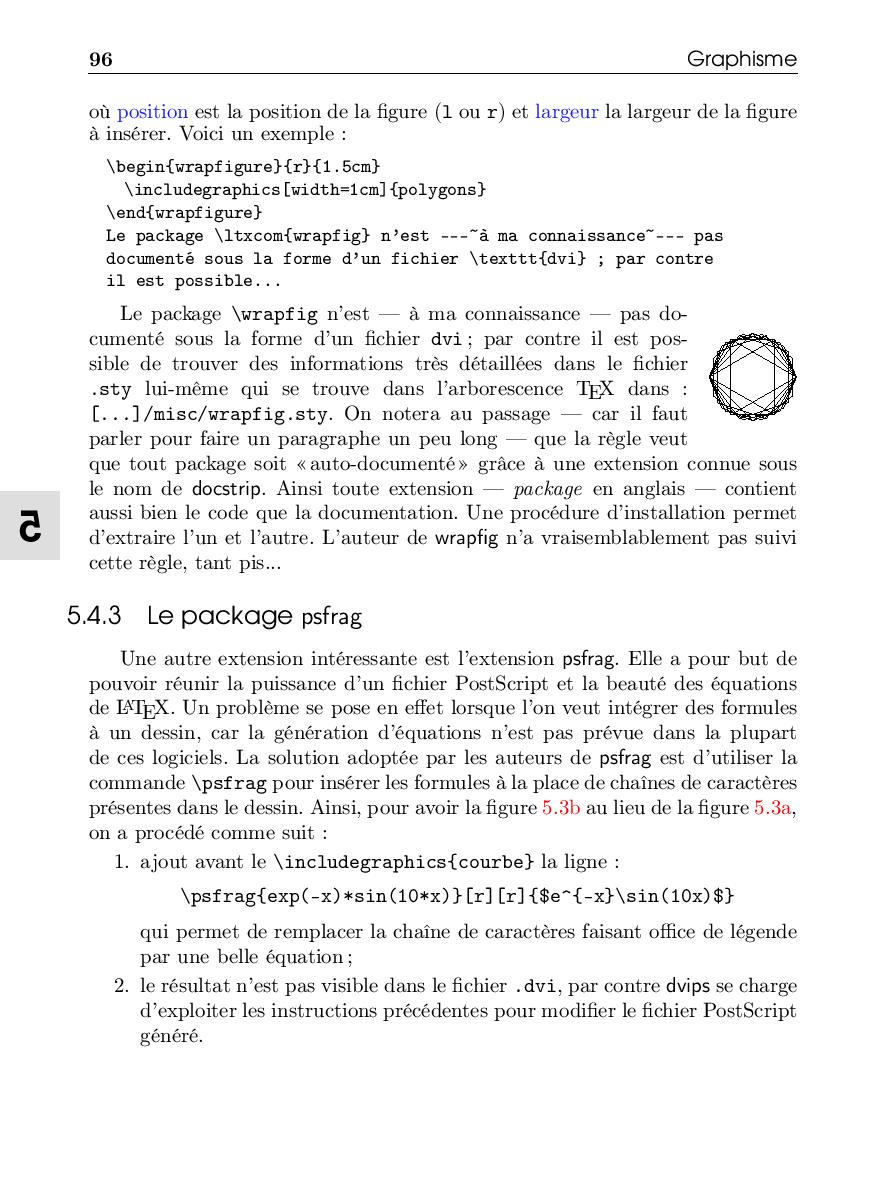 96 Graphisme
où position est la position de la figure (l ou r) et largeur la largeur de la figure
à insérer. Voici un exemple :
\begin{wrapfigure}{r}{1.5cm}
\includegraphics[width=1cm]{polygons}
\end{wrapfigure}
Le package \ltxcom{wrapfig} n'est ---~à ma connaissance~--- pas
documenté sous la forme d'un fichier \texttt{dvi} ; par contre
il est possible...
Le package \wrapfig n'est — à ma connaissance — pas do-
cumenté sous la forme d'un fichier dvi ; par contre il est pos-
sible de trouver des informations très détaillées dans le fichier
.sty lui-même qui se trouve dans l'arborescence TEX dans :
[...]/misc/wrapfig.sty. On notera au passage — car il faut
parler pour faire un paragraphe un peu long — que la règle veut
que tout package soit « auto-documenté » grâce à une extension connue sous
le nom de docstrip. Ainsi toute extension — package en anglais — contient
aussi bien le code que la documentation. Une procédure d'installation permet
d'extraire l'un et l'autre. L'auteur de wrapfig n'a vraisemblablement pas suivi
cette règle, tant pis...
5
5.4.3 Le package psfrag
Une autre extension intéressante est l'extension psfrag. Elle a pour but de
pouvoir réunir la puissance d'un fichier PostScript et la beauté des équations
de LATEX. Un problème se pose en effet lorsque l'on veut intégrer des formules
à un dessin, car la génération d'équations n'est pas prévue dans la plupart
de ces logiciels. La solution adoptée par les auteurs de psfrag est d'utiliser la
commande \psfrag pour insérer les formules à la place de chaînes de caractères
présentes dans le dessin. Ainsi, pour avoir la figure 5.3b au lieu de la figure 5.3a,
on a procédé comme suit :
1. ajout avant le \includegraphics{courbe} la ligne :
\psfrag{exp(-x)*sin(10*x)}[r][r]{$e^{-x}\sin(10x)$}
qui permet de remplacer la chaîne de caractères faisant office de légende
par une belle équation ;
2. le résultat n'est pas visible dans le fichier .dvi, par contre dvips se charge
d'exploiter les instructions précédentes pour modifier le fichier PostScript
généré.